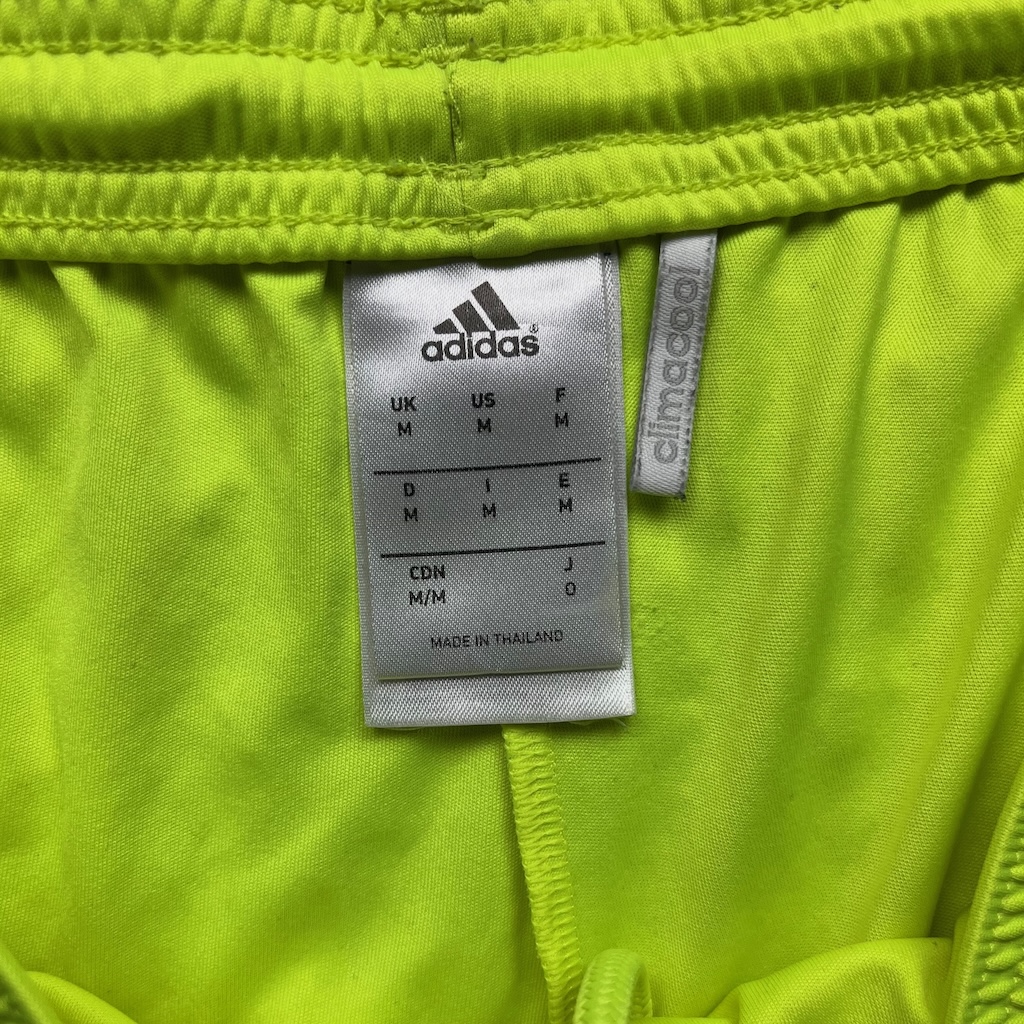 adidas®
UK US F
M M M
D I E
M M M
CDN J
M/M O
MADE IN THAILAND
climacool